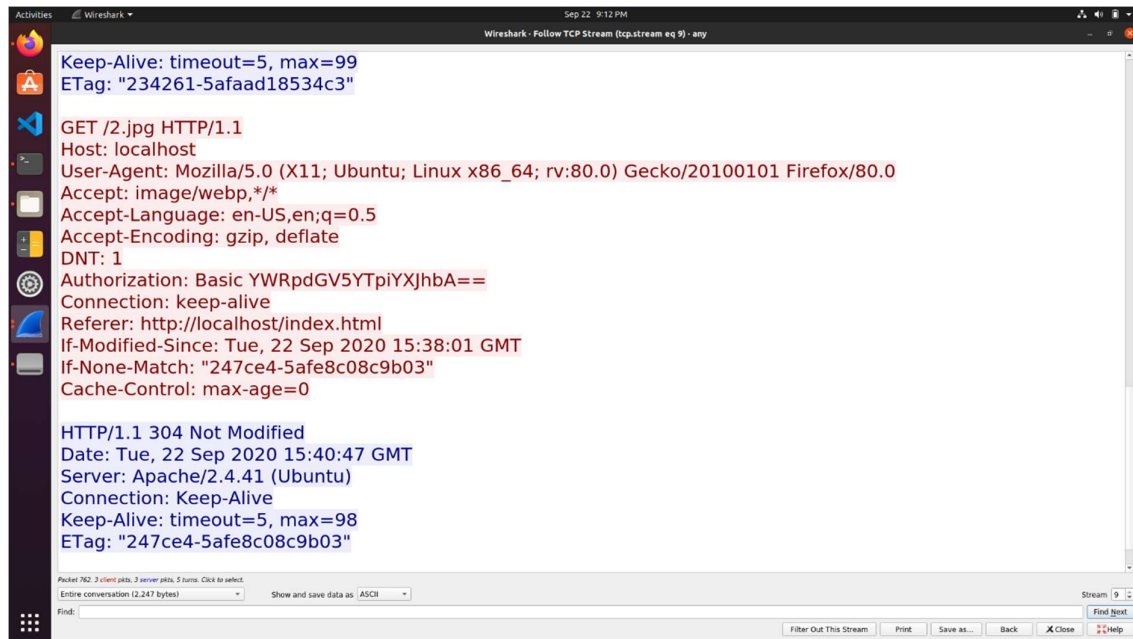 Activities Wireshark Sep 22 9:12 PM
Wireshark · Follow TCP Stream (tcp.stream eq 9) · any
Keep-Alive: timeout=5, max=99
ETag: "234261-5afaad18534c3"
GET /2.jpg HTTP/1.1
Host: localhost
User-Agent: Mozilla/5.0 (X11; Ubuntu; Linux x86_64; rv:80.0) Gecko/20100101 Firefox/80.0
Accept: image/webp,*/*
Accept-Language: en-US,en;q=0.5
Accept-Encoding: gzip, deflate
DNT: 1
Authorization: Basic YWRpdGV5YTpiYXJhbA==
Connection: keep-alive
Referer: http://localhost/index.html
If-Modified-Since: Tue, 22 Sep 2020 15:38:01 GMT
If-None-Match: "247ce4-5afe8c08c9b03"
Cache-Control: max-age=0
HTTP/1.1 304 Not Modified
Date: Tue, 22 Sep 2020 15:40:47 GMT
Server: Apache/2.4.41 (Ubuntu)
Connection: Keep-Alive
Keep-Alive: timeout=5, max=98
ETag: "247ce4-5afe8c08c9b03"
Packet 762. 3 client pkts, 3 server pkts, 5 turns. Click to select.
Entire conversation (2,247 bytes) Show and save data as ASCII Stream 9
Find: Find Next
Filter Out This Stream Print Save as... Back Close Help